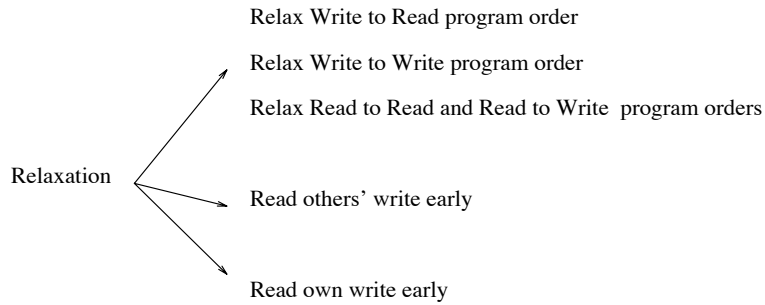 Relax Write to Read program order
Relax Write to Write program order
Relax Read to Read and Read to Write program orders
Relaxation
Read others' write early
Read own write early